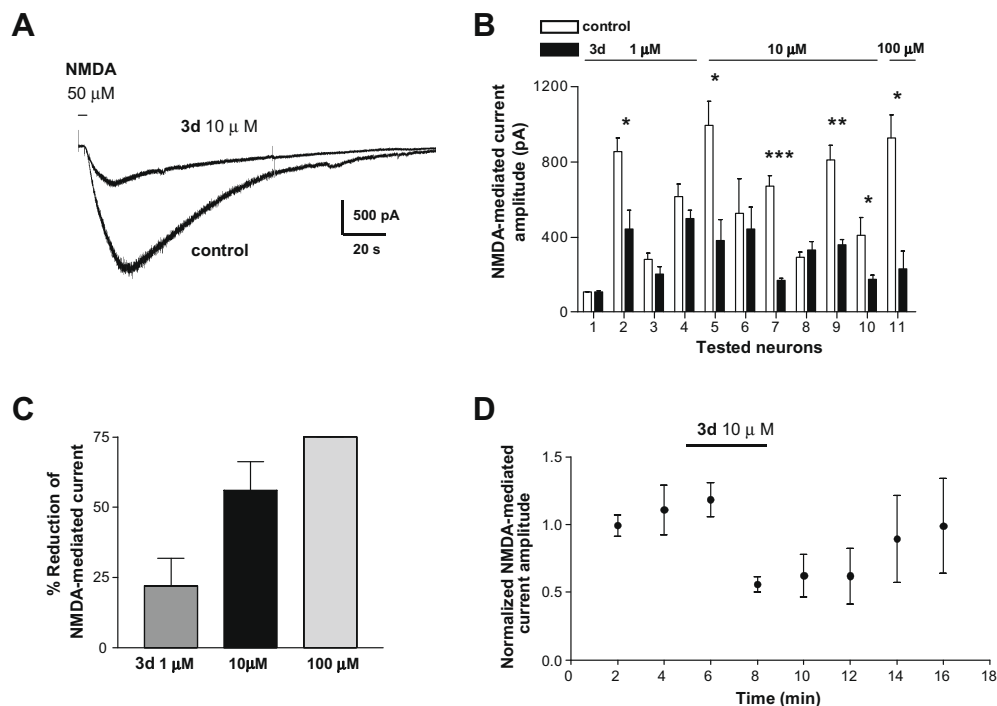 A
NMDA
50 μM
3d 10 μ M
control
500 pA
20 s
B
control
3d 1 μM 10 μM 100 μM
NMDA-mediated current
amplitude (pA)
1200
800
400
0
* * *** ** * *
1 2 3 4 5 6 7 8 9 10 11
Tested neurons
C
% Reduction of
NMDA-mediated current
75
50
25
0
3d 1 μM 10μM 100 μM
D
3d 10 μ M
Normalized NMDA-mediated
current amplitude
1.5
1.0
0.5
0.0
0 2 4 6 8 10 12 14 16 18
Time (min)